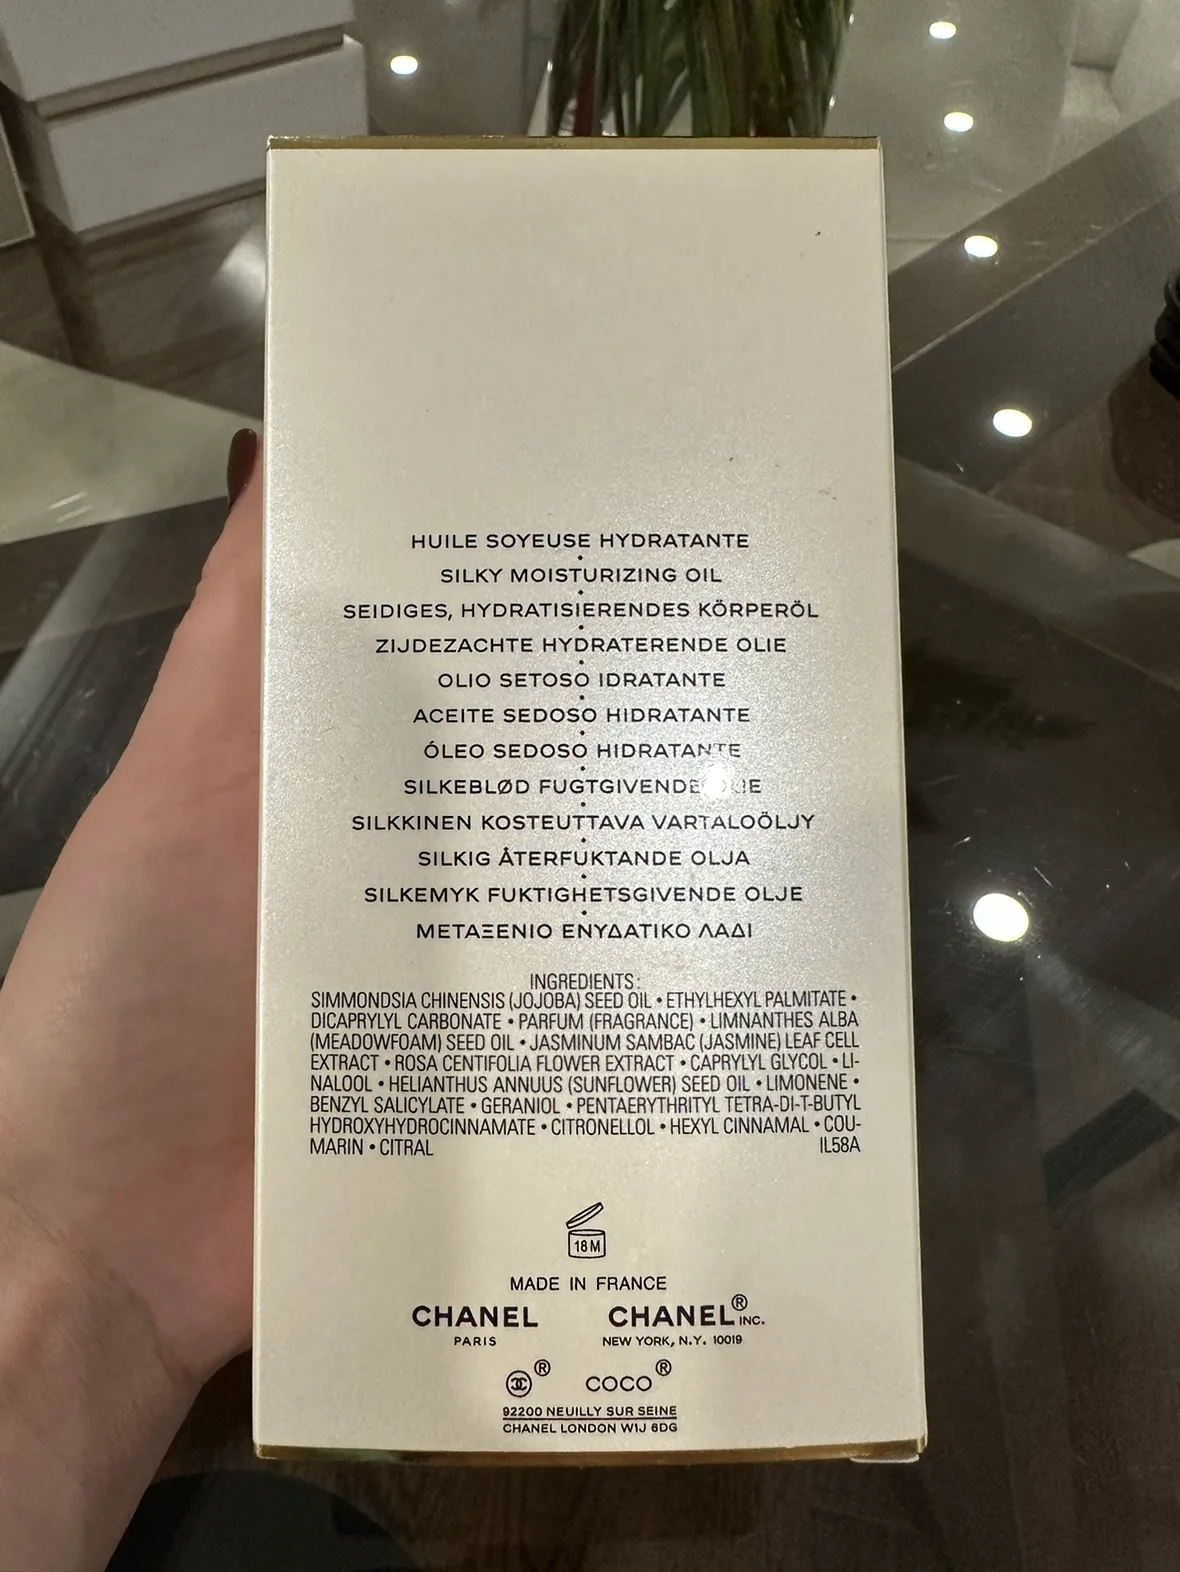 HUILE SOYEUSE HYDRATANTE
•
SILKY MOISTURIZING OIL
•
SEIDIGES, HYDRATISIERENDES KÖRPERÖL
•
ZIJDEZACHTE HYDRATERENDE OLIE
•
OLIO SETOSO IDRATANTE
•
ACEITE SEDOSO HIDRATANTE
•
ÓLEO SEDOSO HIDRATANTE
•
SILKEBLØD FUGTGIVENDE
•
SILKKINEN KOSTEUTTAVA VARTALOÖLJY
•
SILKIG ÅTERFUKTANDE OLJA
•
SILKEMYK FUKTIGHETSGIVENDE OLJE
•
ΜΕΤΑΞΕΝΙΟ ΕΝΥΔΑΤΙΚΟ ΛΑΔΙ
INGREDIENTS:
SIMMONDSIA CHINENSIS (JOJOBA) SEED OIL • ETHYLHEXYL PALMITATE •
DICAPRYLYL CARBONATE • PARFUM (FRAGRANCE) • LIMNANTHES ALBA
(MEADOWFOAM) SEED OIL • JASMINUM SAMBAC (JASMINE) LEAF CELL
EXTRACT • ROSA CENTIFOLIA FLOWER EXTRACT • CAPRYLYL GLYCOL • LI-
NALOOL • HELIANTHUS ANNUUS (SUNFLOWER) SEED OIL • LIMONENE •
BENZYL SALICYLATE • GERANIOL • PENTAERYTHRITYL TETRA-DI-T-BUTYL
HYDROXYHYDROCINNAMATE • CITRONELLOL • HEXYL CINNAMAL • COU-
MARIN • CITRAL IL58A
18 M
MADE IN FRANCE
CHANEL CHANEL® INC.
PARIS NEW YORK, N.Y. 10019
® COCO®
92200 NEUILLY SUR SEINE
CHANEL LONDON W1J 6DG